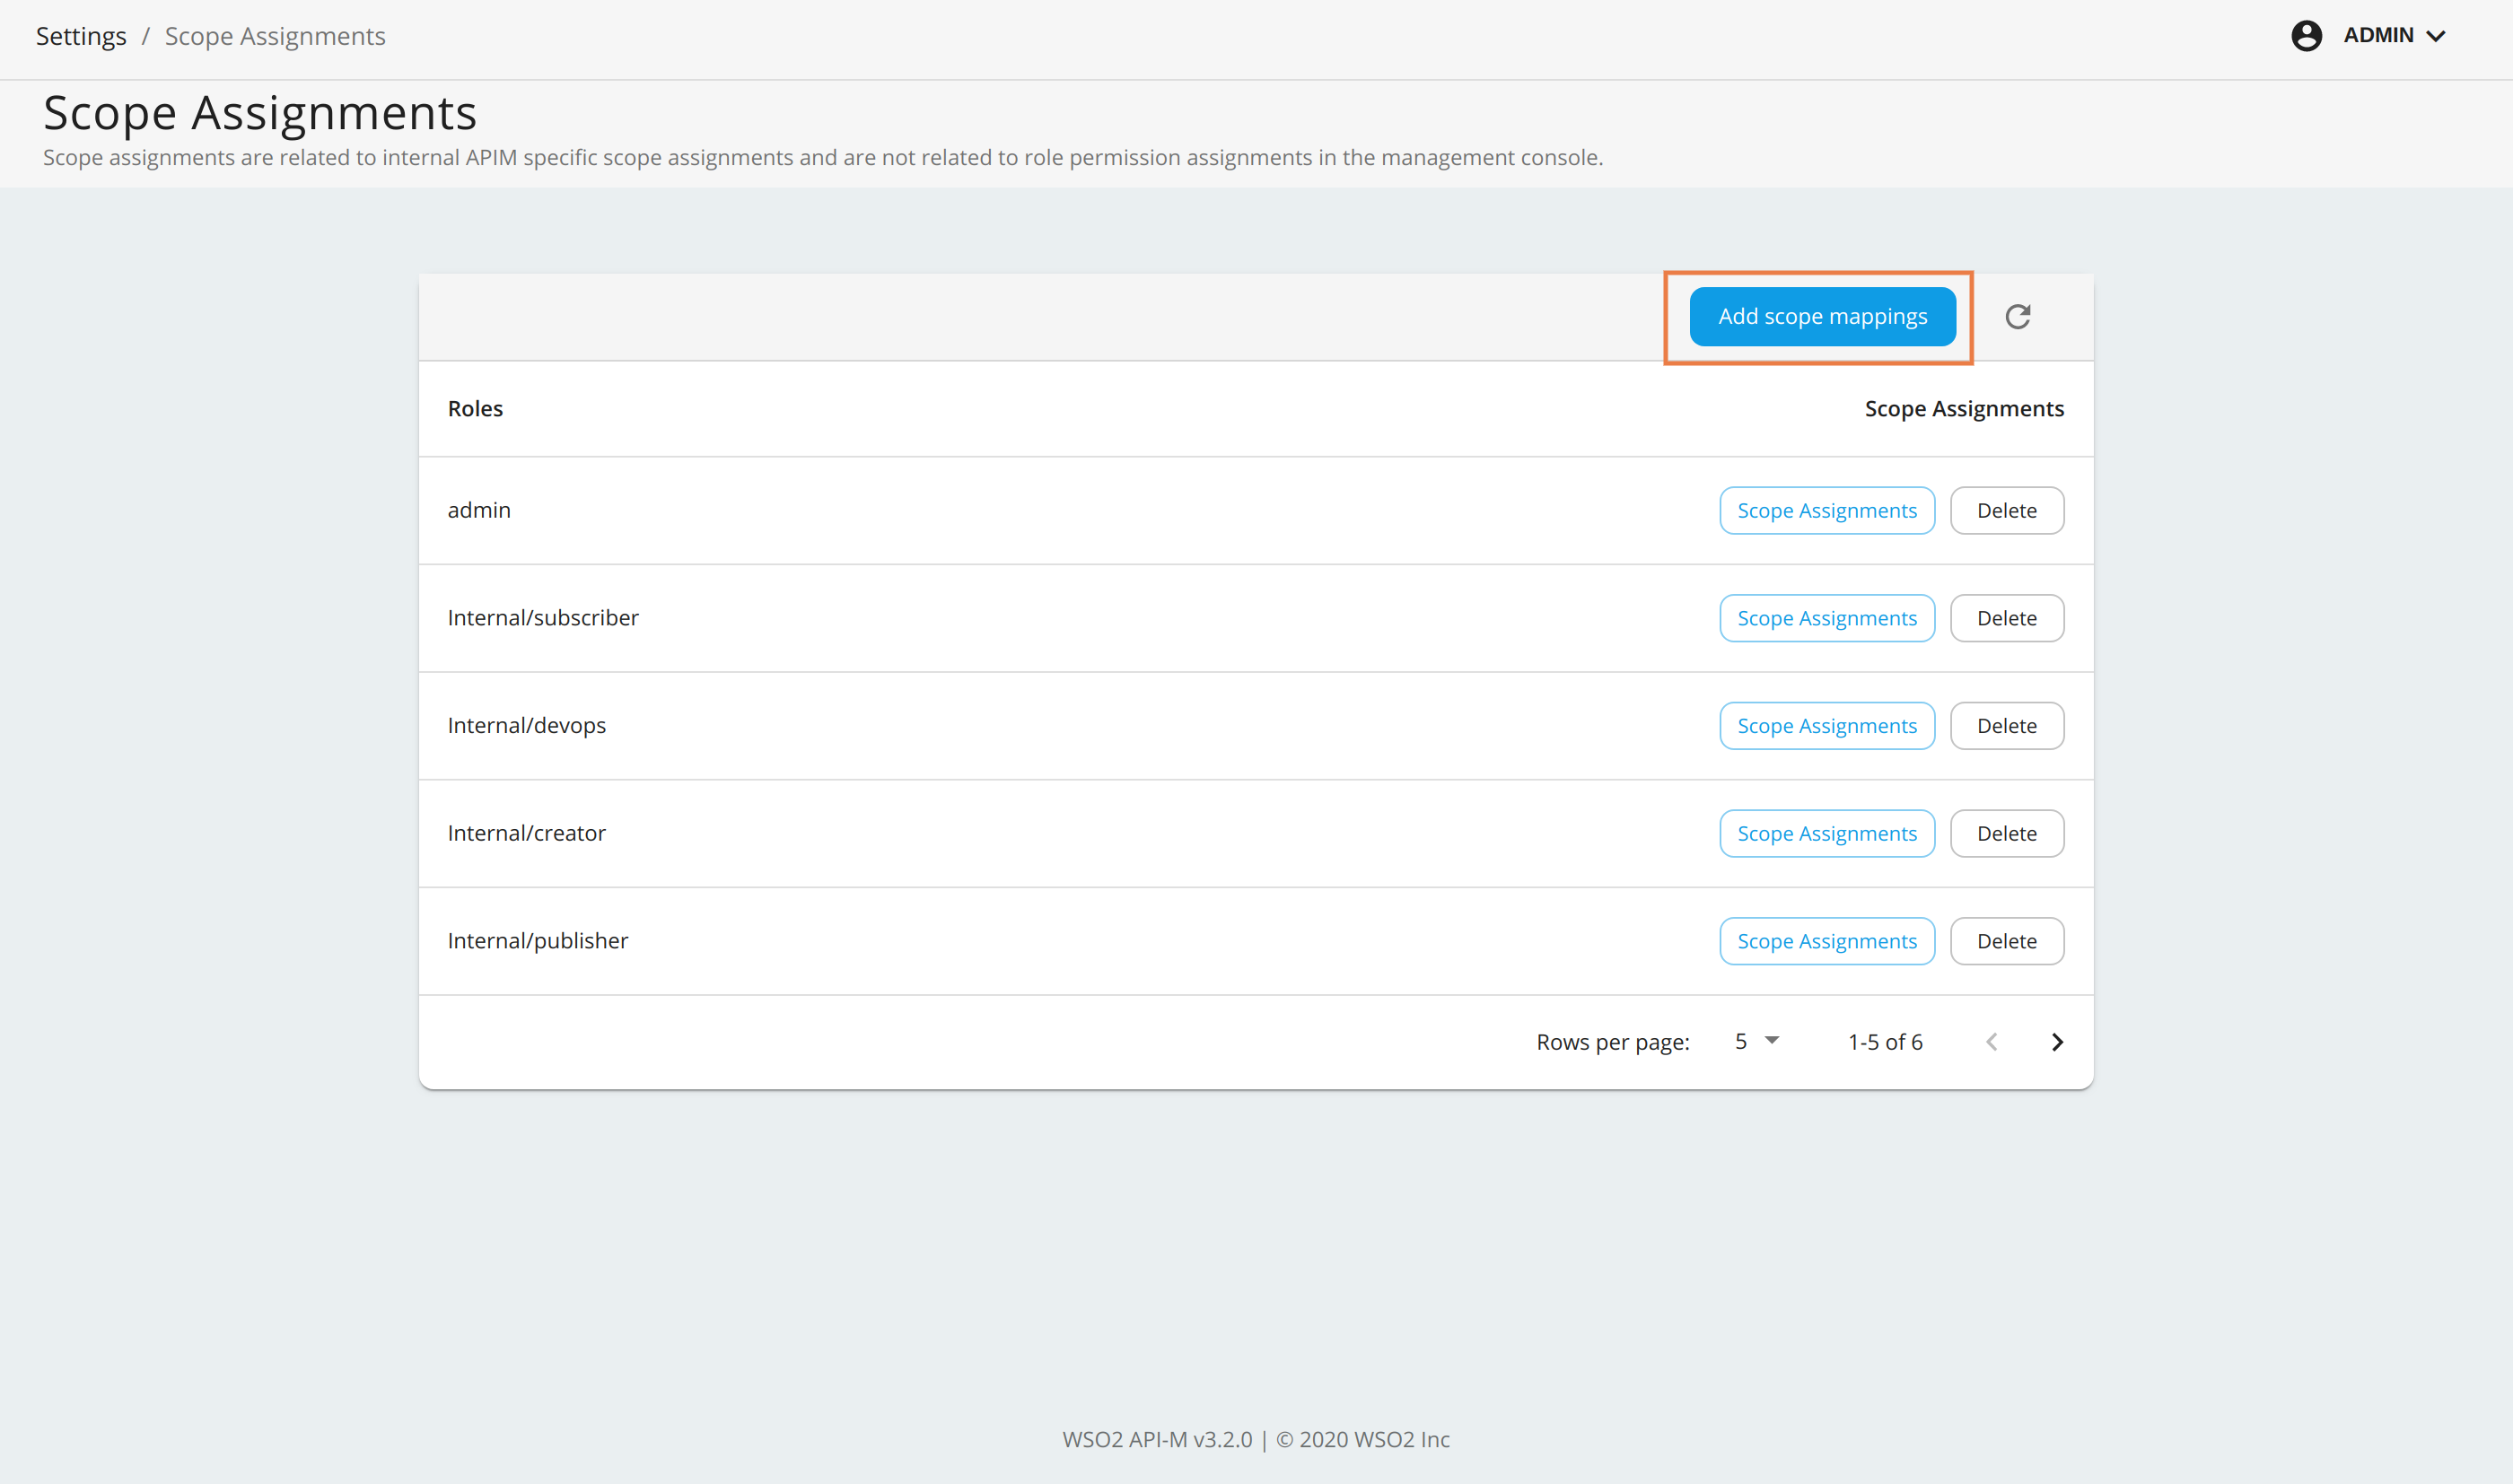 Settings / Scope Assignments
ADMIN
Scope Assignments
Scope assignments are related to internal APIM specific scope assignments and are not related to role permission assignments in the management console.
Add scope mappings
Roles Scope Assignments
admin Scope Assignments Delete
Internal/subscriber Scope Assignments Delete
Internal/devops Scope Assignments Delete
Internal/creator Scope Assignments Delete
Internal/publisher Scope Assignments Delete
Rows per page: 5 1-5 of 6
WSO2 API-M v3.2.0 | © 2020 WSO2 Inc